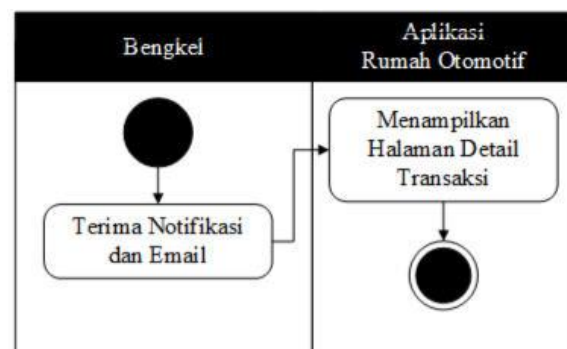 Bengkel
Aplikasi
Rumah Otomotif
Menampilkan
Halaman Detail
Transaksi
Terima Notifikasi
dan Email